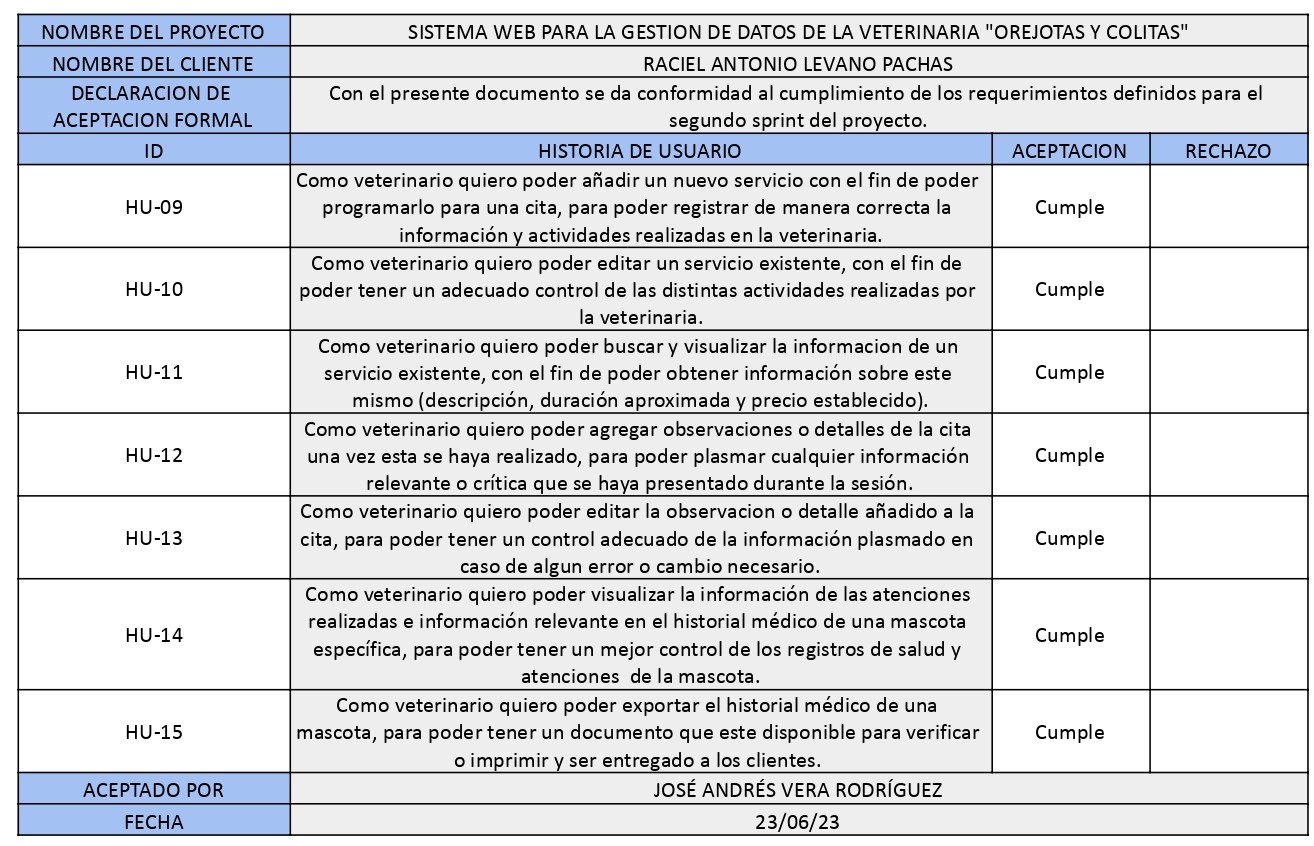 NOMBRE DEL PROYECTO
SISTEMA WEB PARA LA GESTION DE DATOS DE LA VETERINARIA "OREJOTAS Y COLITAS"
NOMBRE DEL CLIENTE
RACIEL ANTONIO LEVANO PACHAS
DECLARACION DE
ACEPTACION FORMAL
Con el presente documento se da conformidad al cumplimiento de los requerimientos definidos para el
segundo sprint del proyecto.
ID
HISTORIA DE USUARIO
ACEPTACION
RECHAZO
HU-09
Como veterinario quiero poder añadir un nuevo servicio con el fin de poder
programarlo para una cita, para poder registrar de manera correcta la
información y actividades realizadas en la veterinaria.
Cumple
HU-10
Como veterinario quiero poder editar un servicio existente, con el fin de
poder tener un adecuado control de las distintas actividades realizadas por
la veterinaria.
Cumple
HU-11
Como veterinario quiero poder buscar y visualizar la informacion de un
servicio existente, con el fin de poder obtener información sobre este
mismo (descripción, duración aproximada y precio establecido).
Cumple
HU-12
Como veterinario quiero poder agregar observaciones o detalles de la cita
una vez esta se haya realizado, para poder plasmar cualquier información
relevante o crítica que se haya presentado durante la sesión.
Cumple
HU-13
Como veterinario quiero poder editar la observacion o detalle añadido a la
cita, para poder tener un control adecuado de la información plasmado en
caso de algun error o cambio necesario.
Cumple
HU-14
Como veterinario quiero poder visualizar la información de las atenciones
realizadas e información relevante en el historial médico de una mascota
específica, para poder tener un mejor control de los registros de salud y
atenciones de la mascota.
Cumple
HU-15
Como veterinario quiero poder exportar el historial médico de una
mascota, para poder tener un documento que este disponible para verificar
o imprimir y ser entregado a los clientes.
Cumple
ACEPTADO POR
JOSÉ ANDRÉS VERA RODRÍGUEZ
FECHA
23/06/23